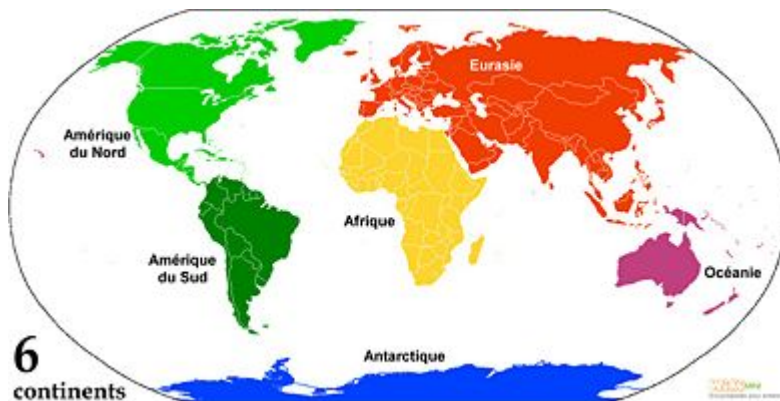 Eurasie
Amérique
du Nord
Afrique
Amérique
du Sud
Océanie
Antarctique
6
continents